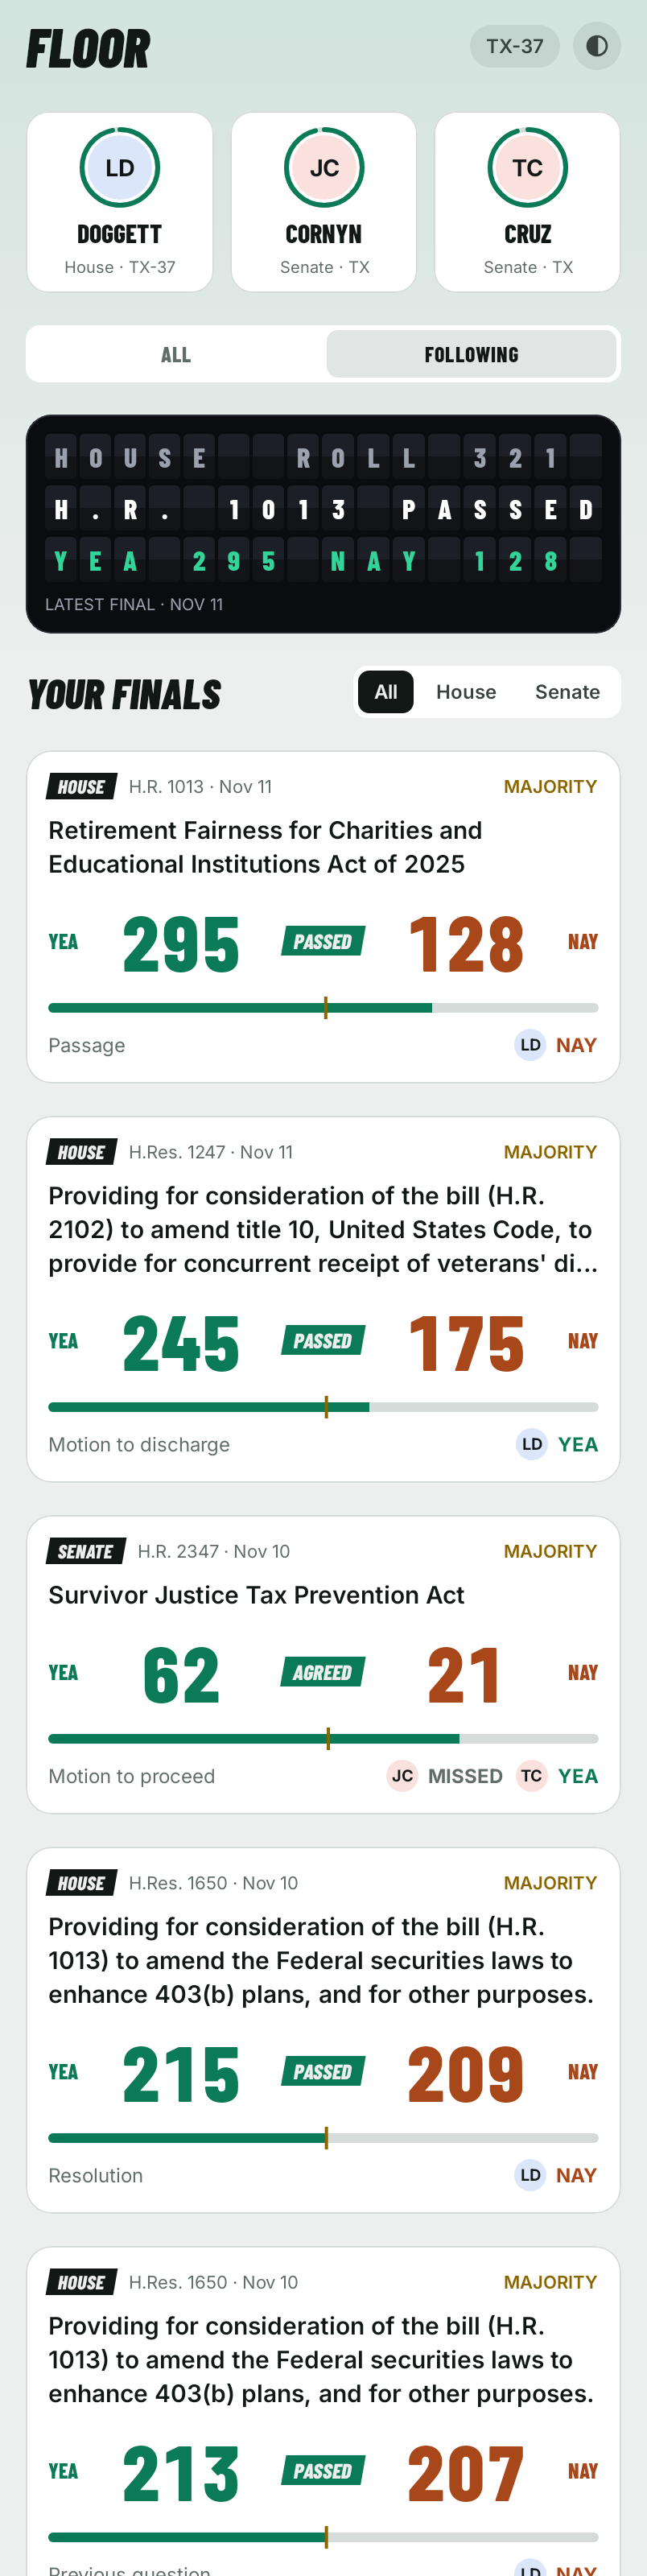 FLOOR
TX-37
LD
JC
TC
DOGGETT
CORNYN
CRUZ
House · TX-37
Senate · TX
Senate · TX
ALL
FOLLOWING
HOUSE  ROLL 321
H.R. 1013 PASSED
YEA 295 NAY 128
LATEST FINAL · NOV 11
YOUR FINALS
All
House
Senate
HOUSE H.R. 1013 · Nov 11 MAJORITY
Retirement Fairness for Charities and
Educational Institutions Act of 2025
YEA 295 PASSED 128 NAY
Passage LD NAY
HOUSE H.Res. 1247 · Nov 11 MAJORITY
Providing for consideration of the bill (H.R.
2102) to amend title 10, United States Code, to
provide for concurrent receipt of veterans' di...
YEA 245 PASSED 175 NAY
Motion to discharge LD YEA
SENATE H.R. 2347 · Nov 10 MAJORITY
Survivor Justice Tax Prevention Act
YEA 62 AGREED 21 NAY
Motion to proceed JC MISSED TC YEA
HOUSE H.Res. 1650 · Nov 10 MAJORITY
Providing for consideration of the bill (H.R.
1013) to amend the Federal securities laws to
enhance 403(b) plans, and for other purposes.
YEA 215 PASSED 209 NAY
Resolution LD NAY
HOUSE H.Res. 1650 · Nov 10 MAJORITY
Providing for consideration of the bill (H.R.
1013) to amend the Federal securities laws to
enhance 403(b) plans, and for other purposes.
YEA 213 PASSED 207 NAY
Previous question LD NAY